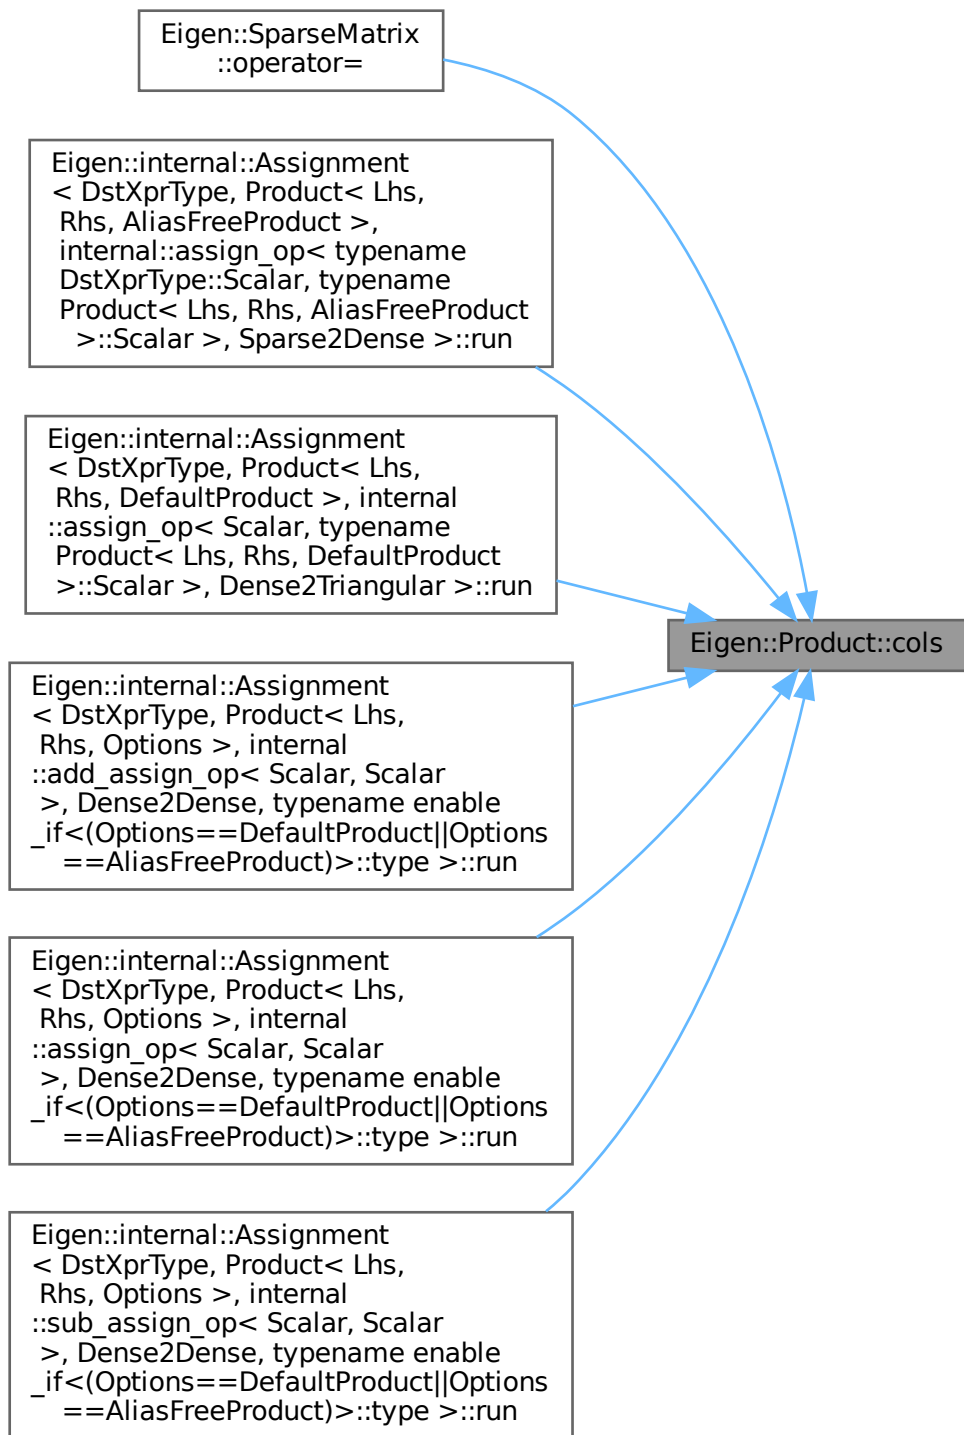 Eigen::SparseMatrix
::operator=
Eigen::internal::Assignment
< DstXprType, Product< Lhs,
Rhs, AliasFreeProduct >,
internal::assign_op< typename
DstXprType::Scalar, typename
Product< Lhs, Rhs, AliasFreeProduct
>::Scalar >, Sparse2Dense >::run
Eigen::internal::Assignment
< DstXprType, Product< Lhs,
Rhs, DefaultProduct >, internal
::assign_op< Scalar, typename
Product< Lhs, Rhs, DefaultProduct
>::Scalar >, Dense2Triangular >::run
Eigen::Product::cols
Eigen::internal::Assignment
< DstXprType, Product< Lhs,
Rhs, Options >, internal
::add_assign_op< Scalar, Scalar
>, Dense2Dense, typename enable
_if<(Options==DefaultProduct||Options
==AliasFreeProduct)>::type >::run
Eigen::internal::Assignment
< DstXprType, Product< Lhs,
Rhs, Options >, internal
::assign_op< Scalar, Scalar
>, Dense2Dense, typename enable
_if<(Options==DefaultProduct||Options
==AliasFreeProduct)>::type >::run
Eigen::internal::Assignment
< DstXprType, Product< Lhs,
Rhs, Options >, internal
::sub_assign_op< Scalar, Scalar
>, Dense2Dense, typename enable
_if<(Options==DefaultProduct||Options
==AliasFreeProduct)>::type >::run